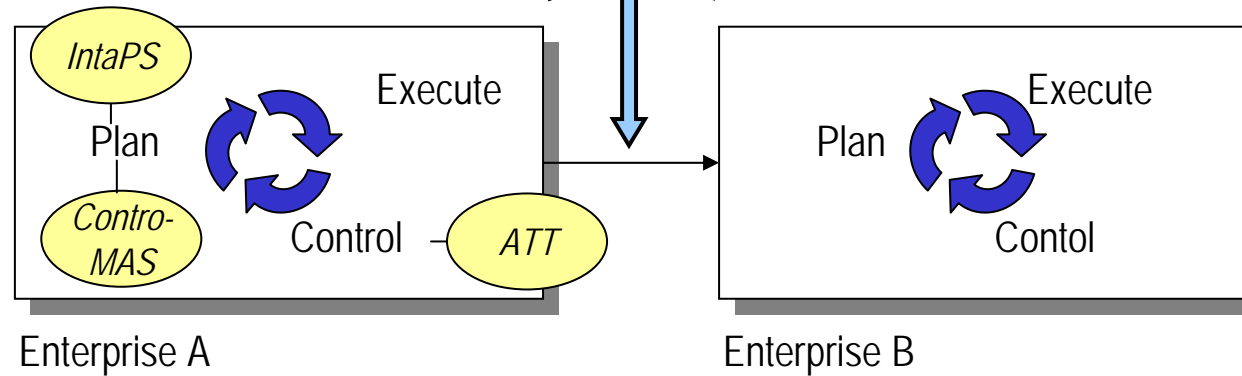 IntaPS
Execute
Plan
Contro-
MAS
Control
ATT
Enterprise A
Execute
Plan
Contol
Enterprise B